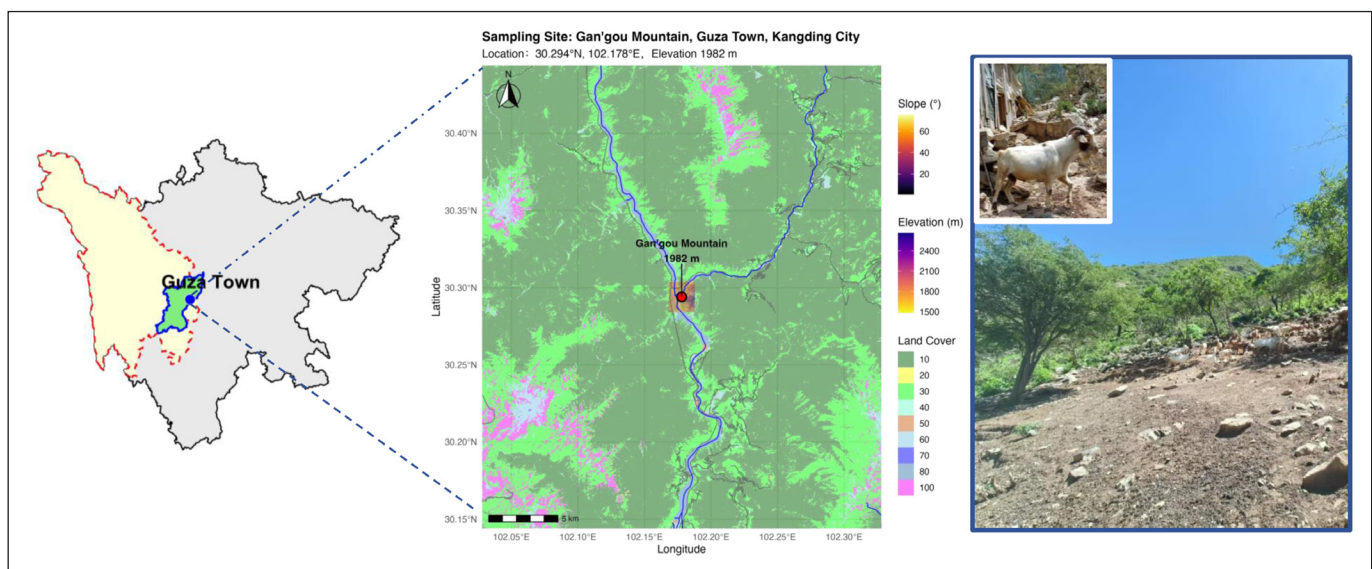 Sampling Site: Gan'gou Mountain, Guza Town, Kangding City
Location: 30.294°N, 102.178°E, Elevation 1982 m
N
30.40°N
30.35°N
30.30°N
30.25°N
30.20°N
30.15°N
Latitude
Gan'gou Mountain
1982 m
5 km
102.05°E
102.10°E
102.15°E
102.20°E
102.25°E
102.30°E
Longitude
Guza Town
Slope (°)
60
40
20
Elevation (m)
2400
2100
1800
1500
Land Cover
10
20
30
40
50
60
70
80
100